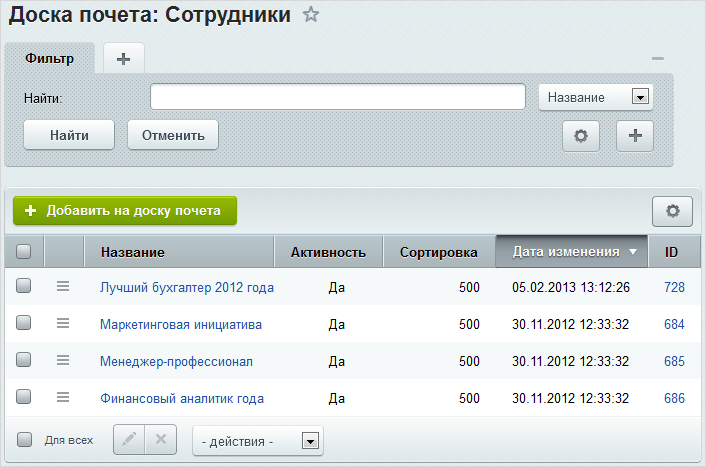 Доска почета: Сотрудники
Фильтр
Найти: Название
Найти Отменить
Добавить на доску почета
Название Активность Сортировка Дата изменения ID
Лучший бухгалтер 2012 года Да 500 05.02.2013 13:12:26 728
Маркетинговая инициатива Да 500 30.11.2012 12:33:32 684
Менеджер-профессионал Да 500 30.11.2012 12:33:32 685
Финансовый аналитик года Да 500 30.11.2012 12:33:32 686
Для всех - действия -